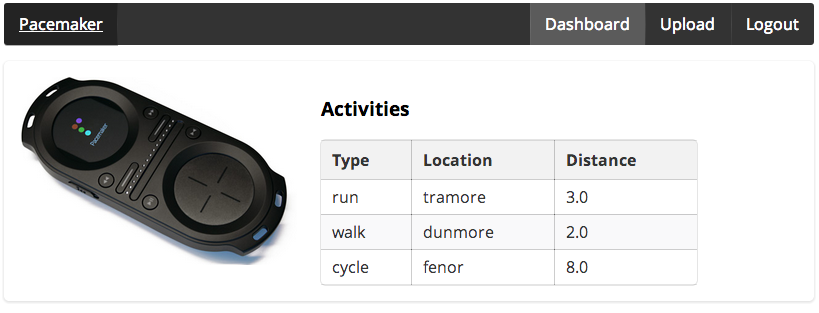 Pacemaker Dashboard Upload Logout
Activities
Type Location Distance
run tramore 3.0
walk dunmore 2.0
cycle fenor 8.0
Pacemaker